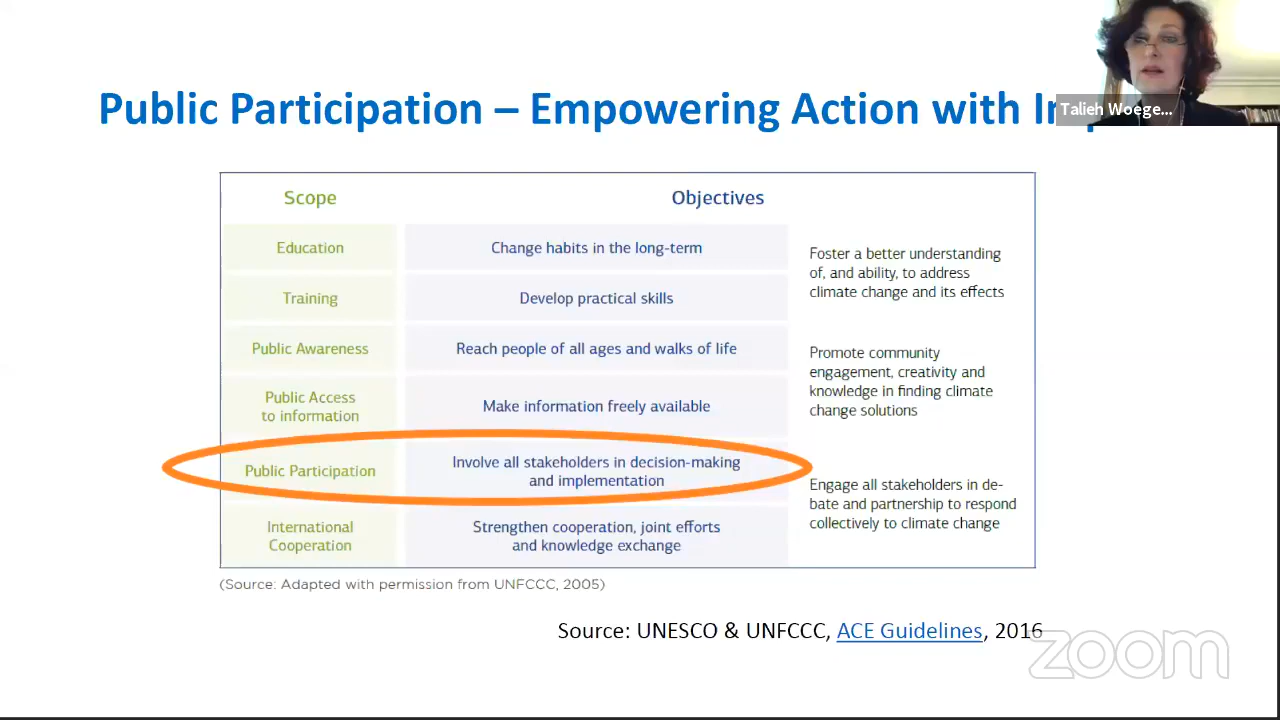 Public Participation – Empowering Action with
Talieh Woege...
Scope
Objectives
Education
Change habits in the long-term
Training
Develop practical skills
Foster a better understanding
of, and ability, to address
climate change and its effects
Public Awareness
Reach people of all ages and walks of life
Public Access
to information
Make information freely available
Promote community
engagement, creativity and
knowledge in finding climate
change solutions
Public Participation
Involve all stakeholders in decision-making
and implementation
International
Cooperation
Strengthen cooperation, joint efforts
and knowledge exchange
Engage all stakeholders in de-
bate and partnership to respond
collectively to climate change
(Source: Adapted with permission from UNFCCC, 2005)
Source: UNESCO & UNFCCC, ACE Guidelines, 2016
zoom